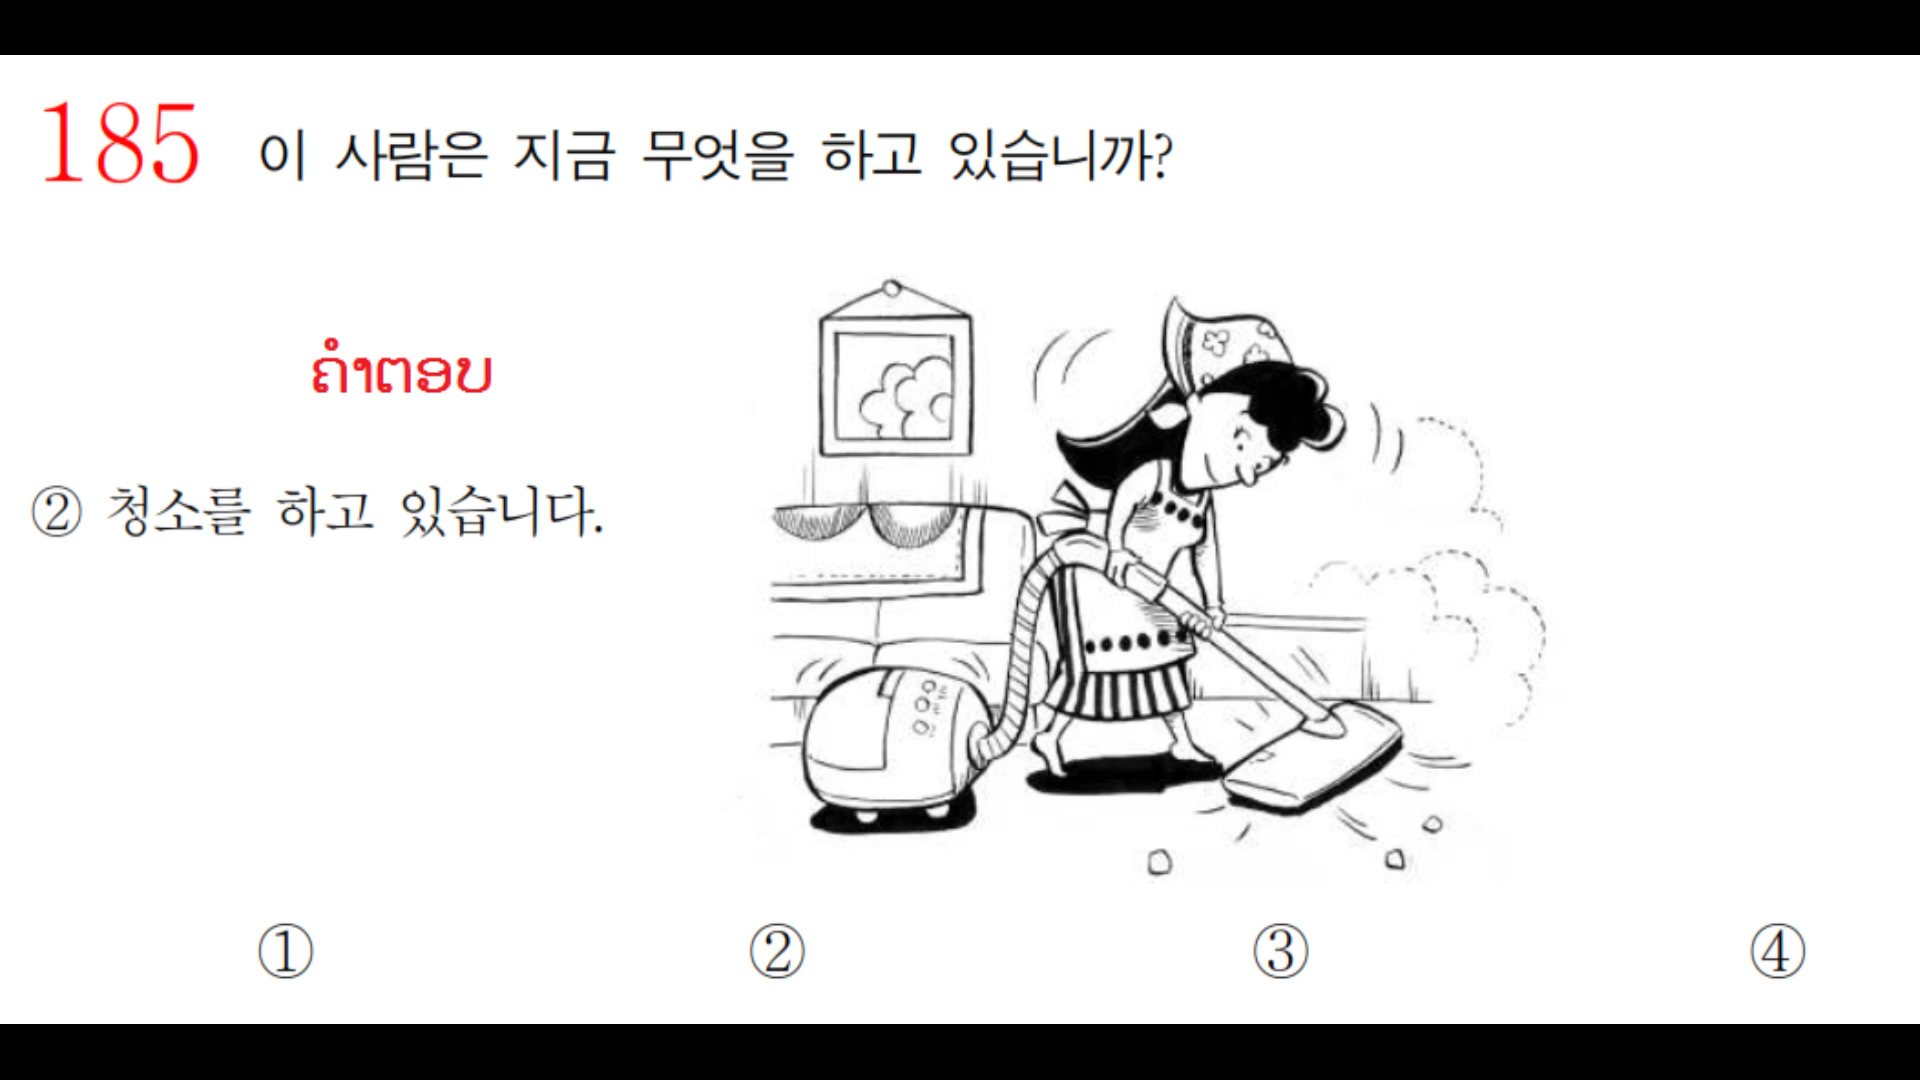 185 이 사람은 지금 무엇을 하고 있습니까?
ຄຳຕອບ
② 청소를 하고 있습니다.
① ② ③ ④